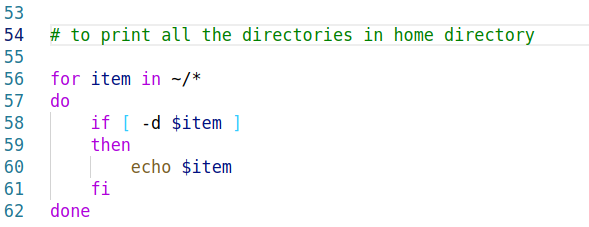 53
54 # to print all the directories in home directory
55
56 for item in ~/*
57 do
58     if [ -d $item ]
59     then
60         echo $item
61     fi
62 done